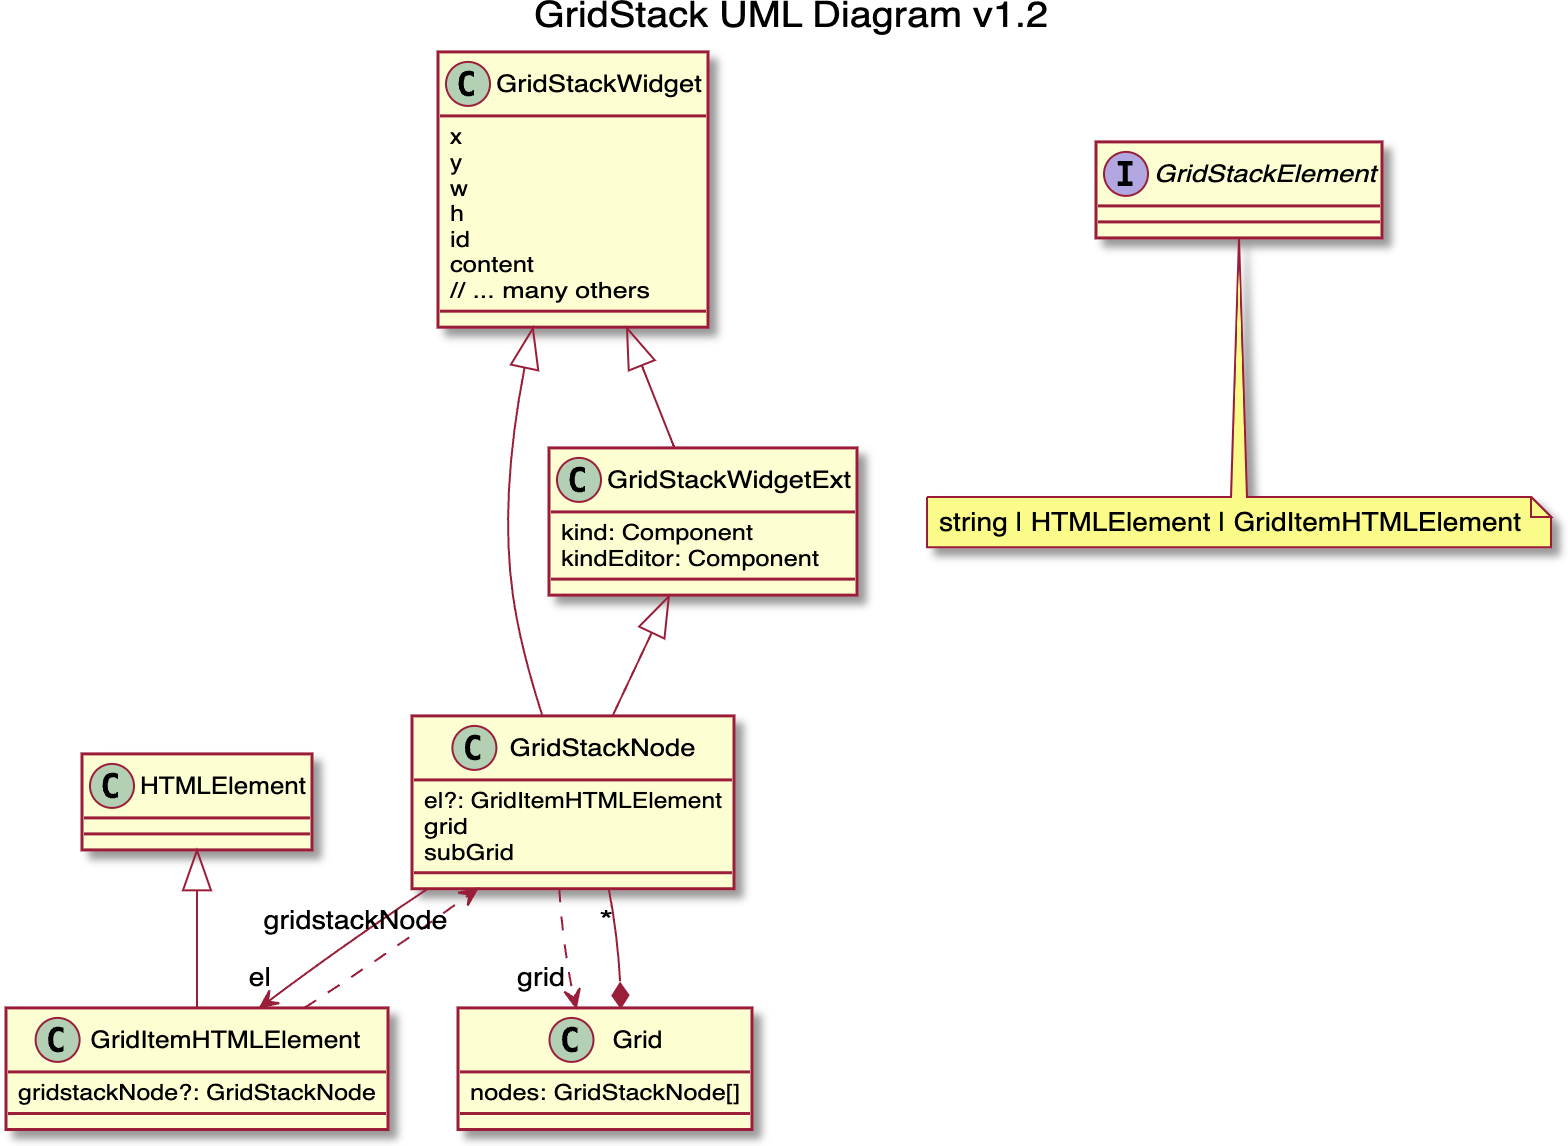 GridStack UML Diagram v1.2
C GridStackWidget
x
y
w
h
id
content
// ... many others
I GridStackElement
C GridStackWidgetExt
kind: Component
kindEditor: Component
string | HTMLElement | GridItemHTMLElement
C GridStackNode
el?: GridItemHTMLElement
grid
subGrid
C HTMLElement
gridstackNode
*
el
grid
C GridItemHTMLElement
gridstackNode?: GridStackNode
C Grid
nodes: GridStackNode[]